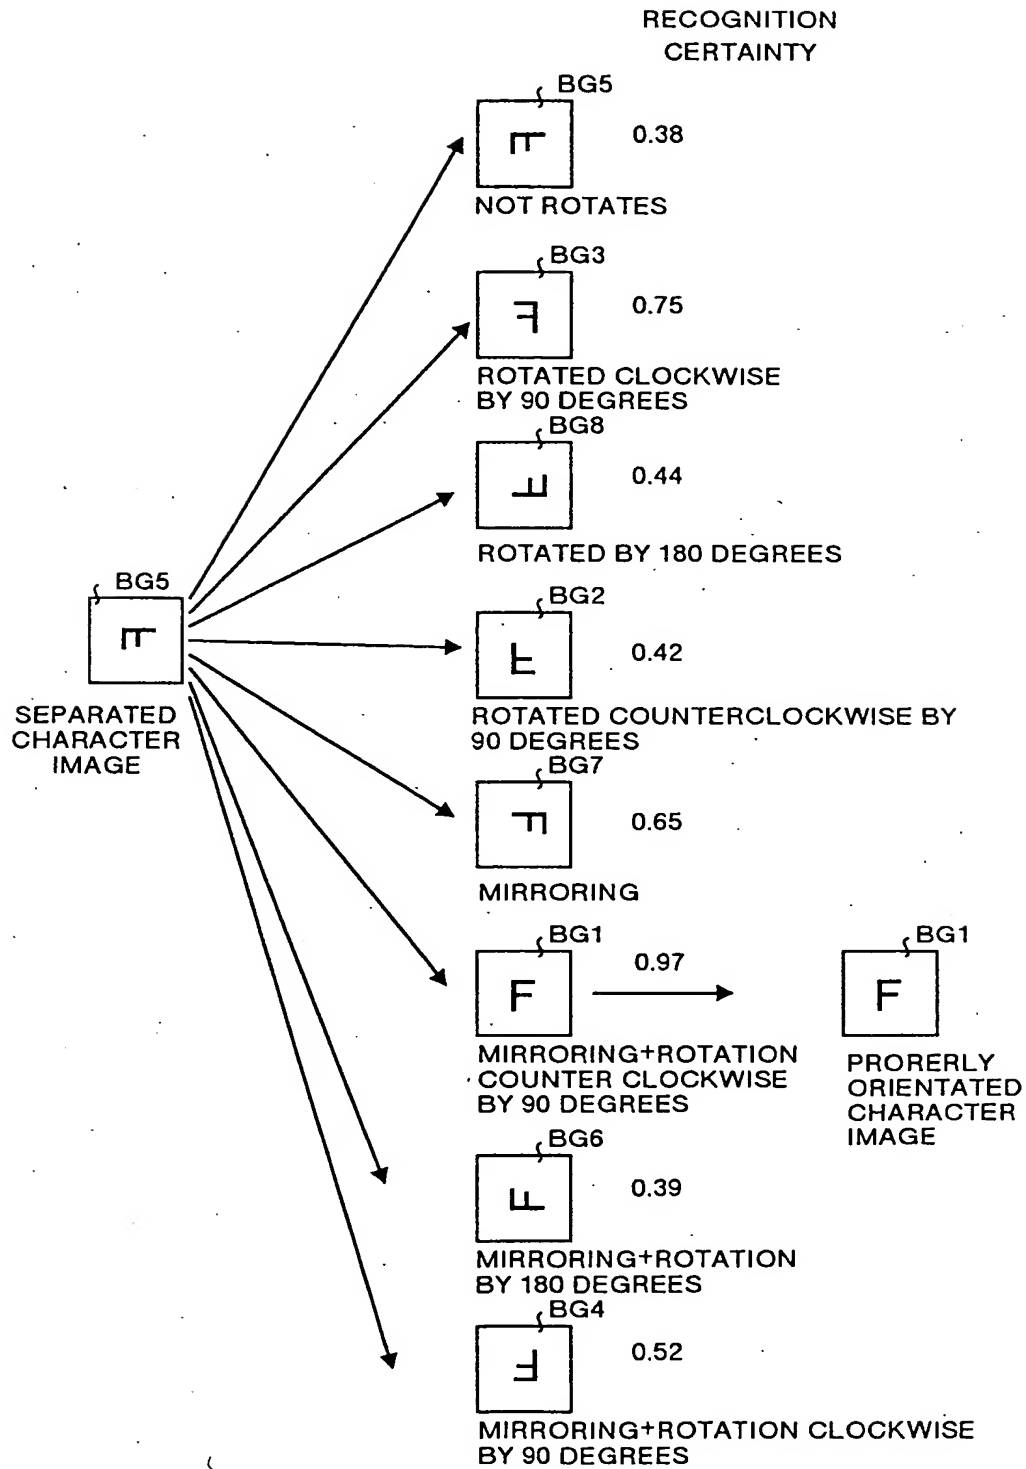 RECOGNITION
CERTAINTY
BG5
0.38
NOT ROTATES
BG3
0.75
ROTATED CLOCKWISE
BY 90 DEGREES
BG8
0.44
ROTATED BY 180 DEGREES
BG5
SEPARATED
CHARACTER
IMAGE
BG2
0.42
ROTATED COUNTERCLOCKWISE BY
90 DEGREES
BG7
0.65
MIRRORING
BG1
F
0.97
MIRRORING+ROTATION
COUNTER CLOCKWISE
BY 90 DEGREES
BG1
F
PRORERLY
ORIENTATED
CHARACTER
IMAGE
BG6
0.39
MIRRORING+ROTATION
BY 180 DEGREES
BG4
0.52
MIRRORING+ROTATION CLOCKWISE
BY 90 DEGREES